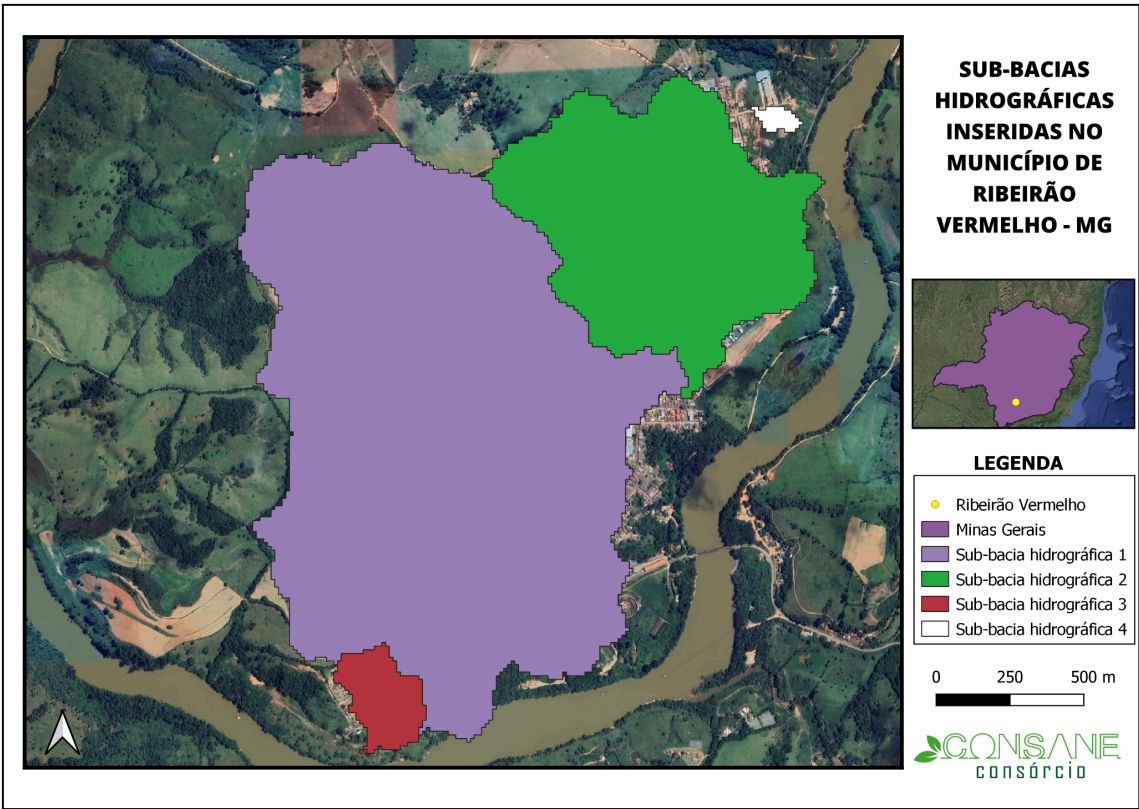 SUB-BACIAS
HIDROGRÁFICAS
INSERIDAS NO
MUNICÍPIO DE
RIBEIRÃO
VERMELHO - MG
LEGENDA
Ribeirão Vermelho
Minas Gerais
Sub-bacia hidrográfica 1
Sub-bacia hidrográfica 2
Sub-bacia hidrográfica 3
Sub-bacia hidrográfica 4
0 250 500 m
CONSANE
consórcio